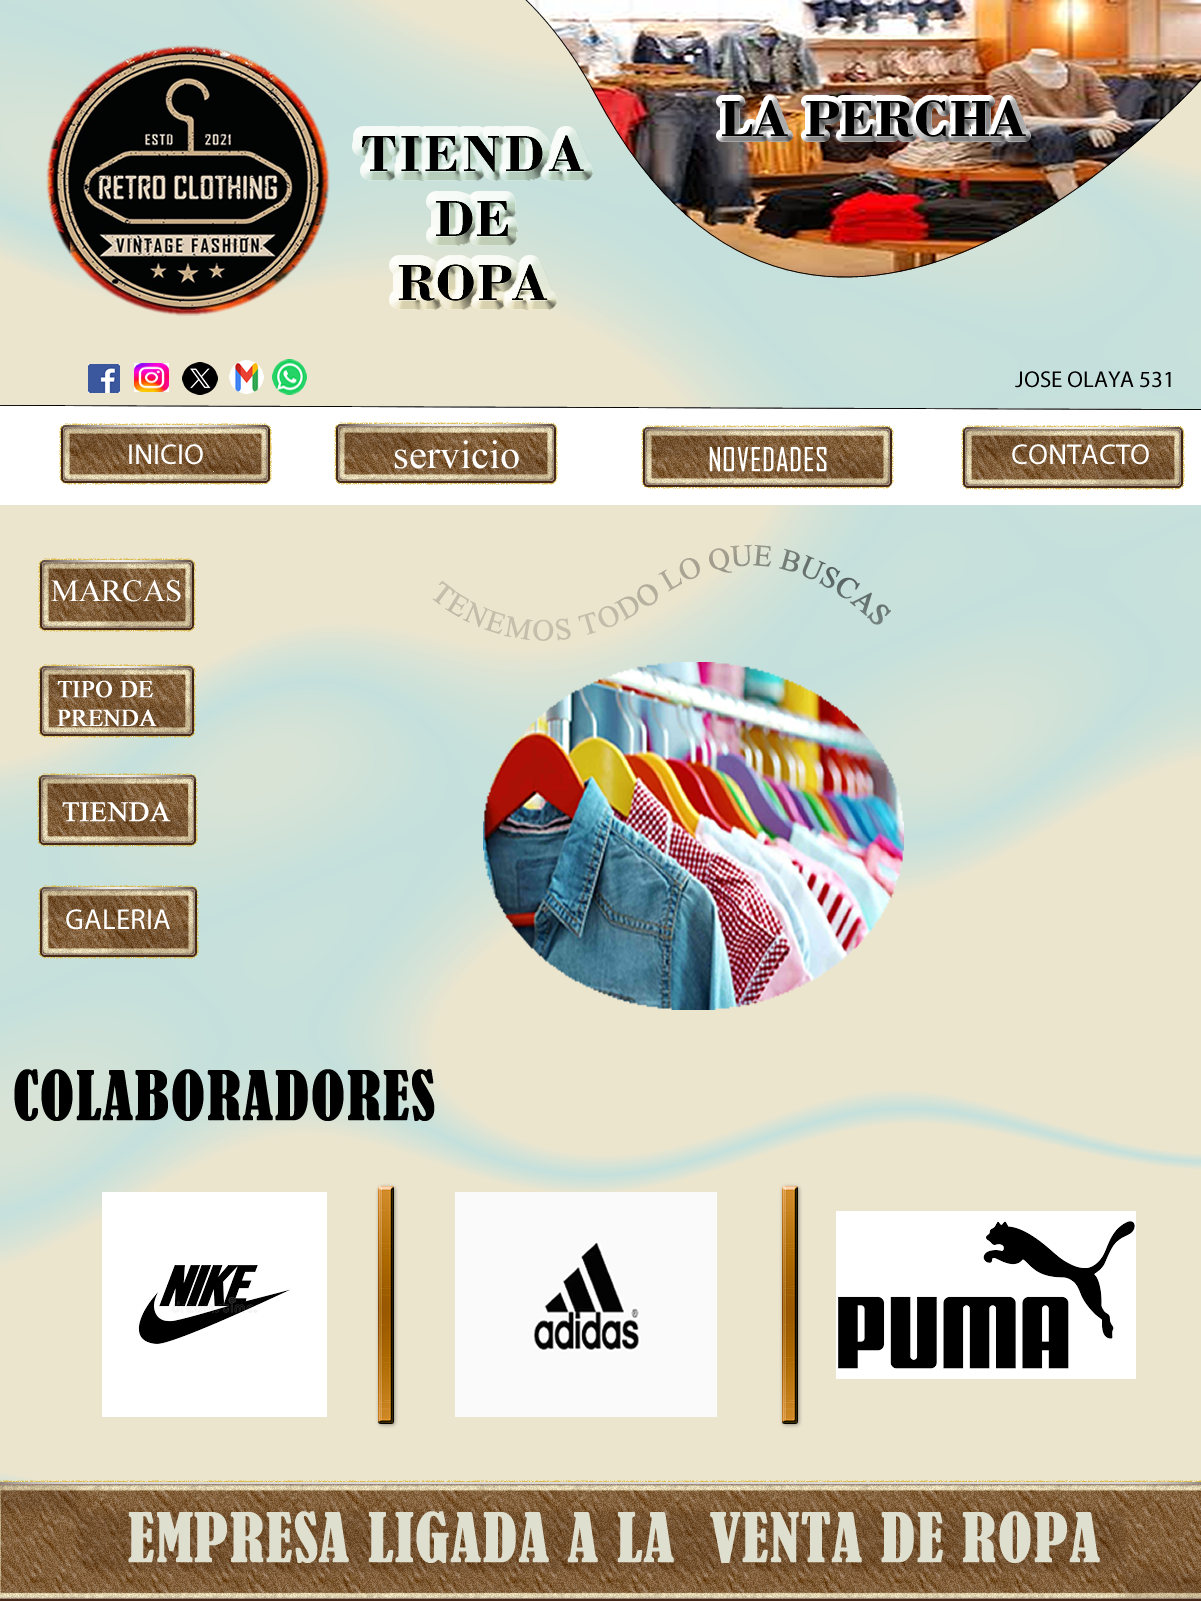 ESTD 2021
RETRO CLOTHING
VINTAGE FASHION
TIENDA
DE
ROPA
LA PERCHA
JOSE OLAYA 531
INICIO
servicio
NOVEDADES
CONTACTO
MARCAS
TIPO DE
PRENDA
TIENDA
GALERIA
TENEMOS TODO LO QUE BUSCAS
COLABORADORES
NIKE
adidas®
PUMA
EMPRESA LIGADA A LA VENTA DE ROPA